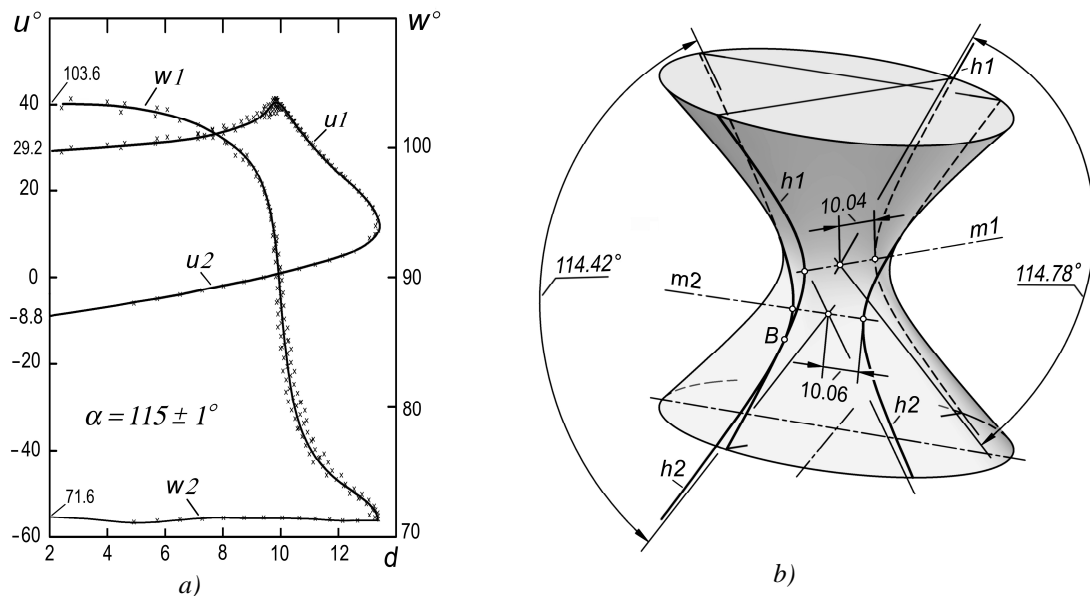 u°
w°
103.6
w1
40
u1
29.2
100
20
u2
0
90
−8.8
−20
α = 115 ± 1°
80
−40
71.6
w2
−60
70
2 4 6 8 10 12 d
a)
h1
h1
10.04
m1
114.42°
m2
114.78°
B
10.06
h2
h2
b)